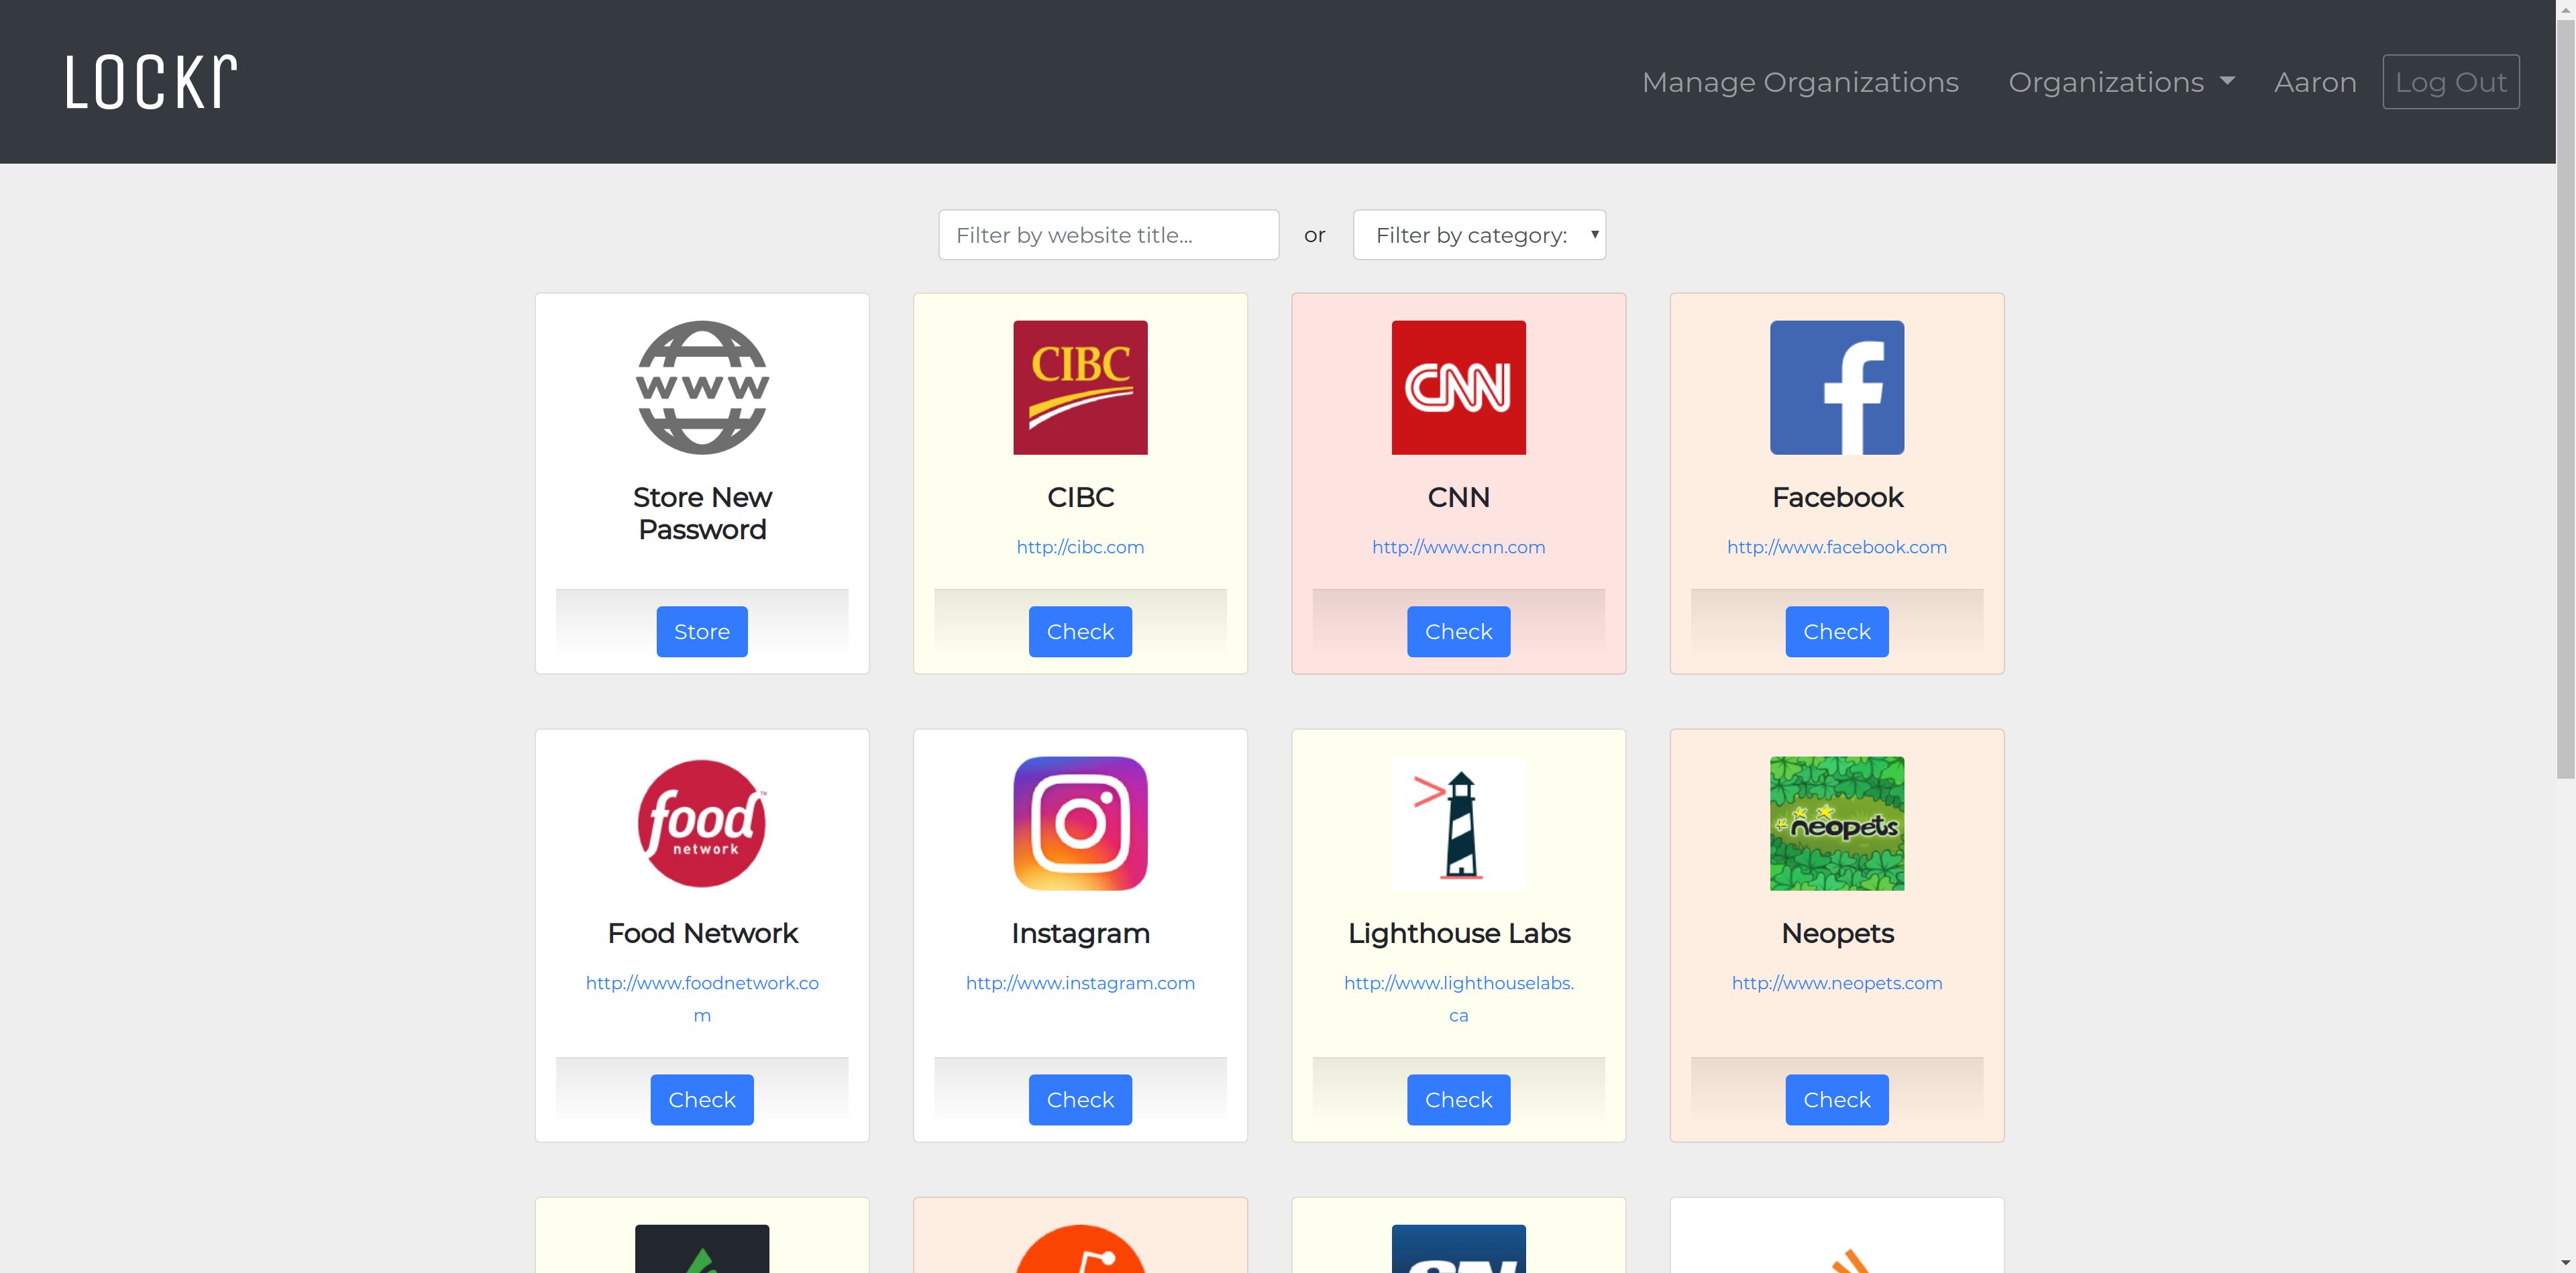 LOCKr
Manage Organizations
Organizations
Aaron
Log Out
Filter by website title...
or
Filter by category:
www
Store New
Password
Store
CIBC
CIBC
http://cibc.com
Check
CNN
CNN
http://www.cnn.com
Check
f
Facebook
http://www.facebook.com
Check
food
network
™
Food Network
http://www.foodnetwork.co
m
Check
Instagram
http://www.instagram.com
Check
Lighthouse Labs
http://www.lighthouselabs.
ca
Check
neopets
Neopets
http://www.neopets.com
Check